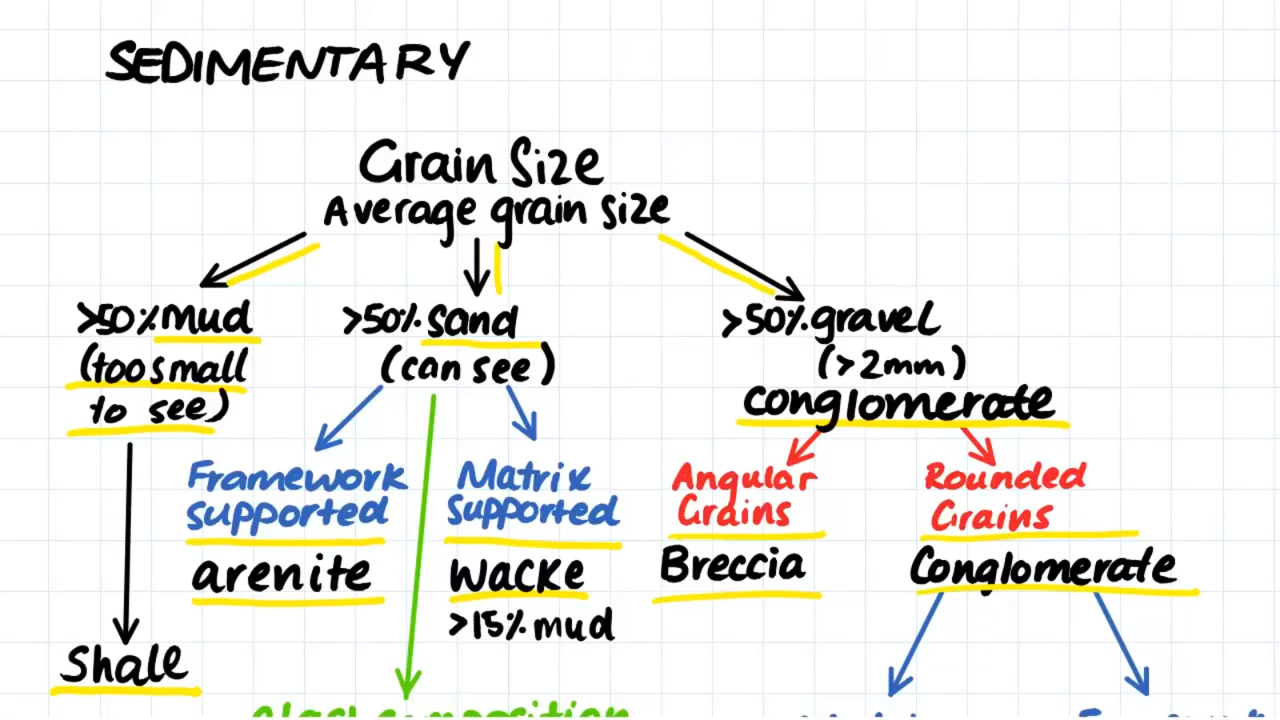 SEDIMENTARY
Grain Size
Average grain size
>50% mud
(too small
to see)
Shale
>50% sand
(can see)
Framework
supported
arenite
Matrix
supported
wacke
>15% mud
>50% gravel
(>2mm)
conglomerate
Angular
Grains
Breccia
Rounded
Grains
Conglomerate